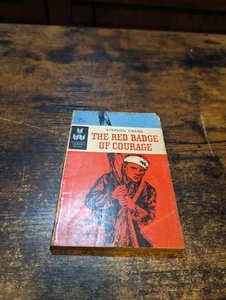 STEPHEN CRANE
THE RED BADGE
OF COURAGE